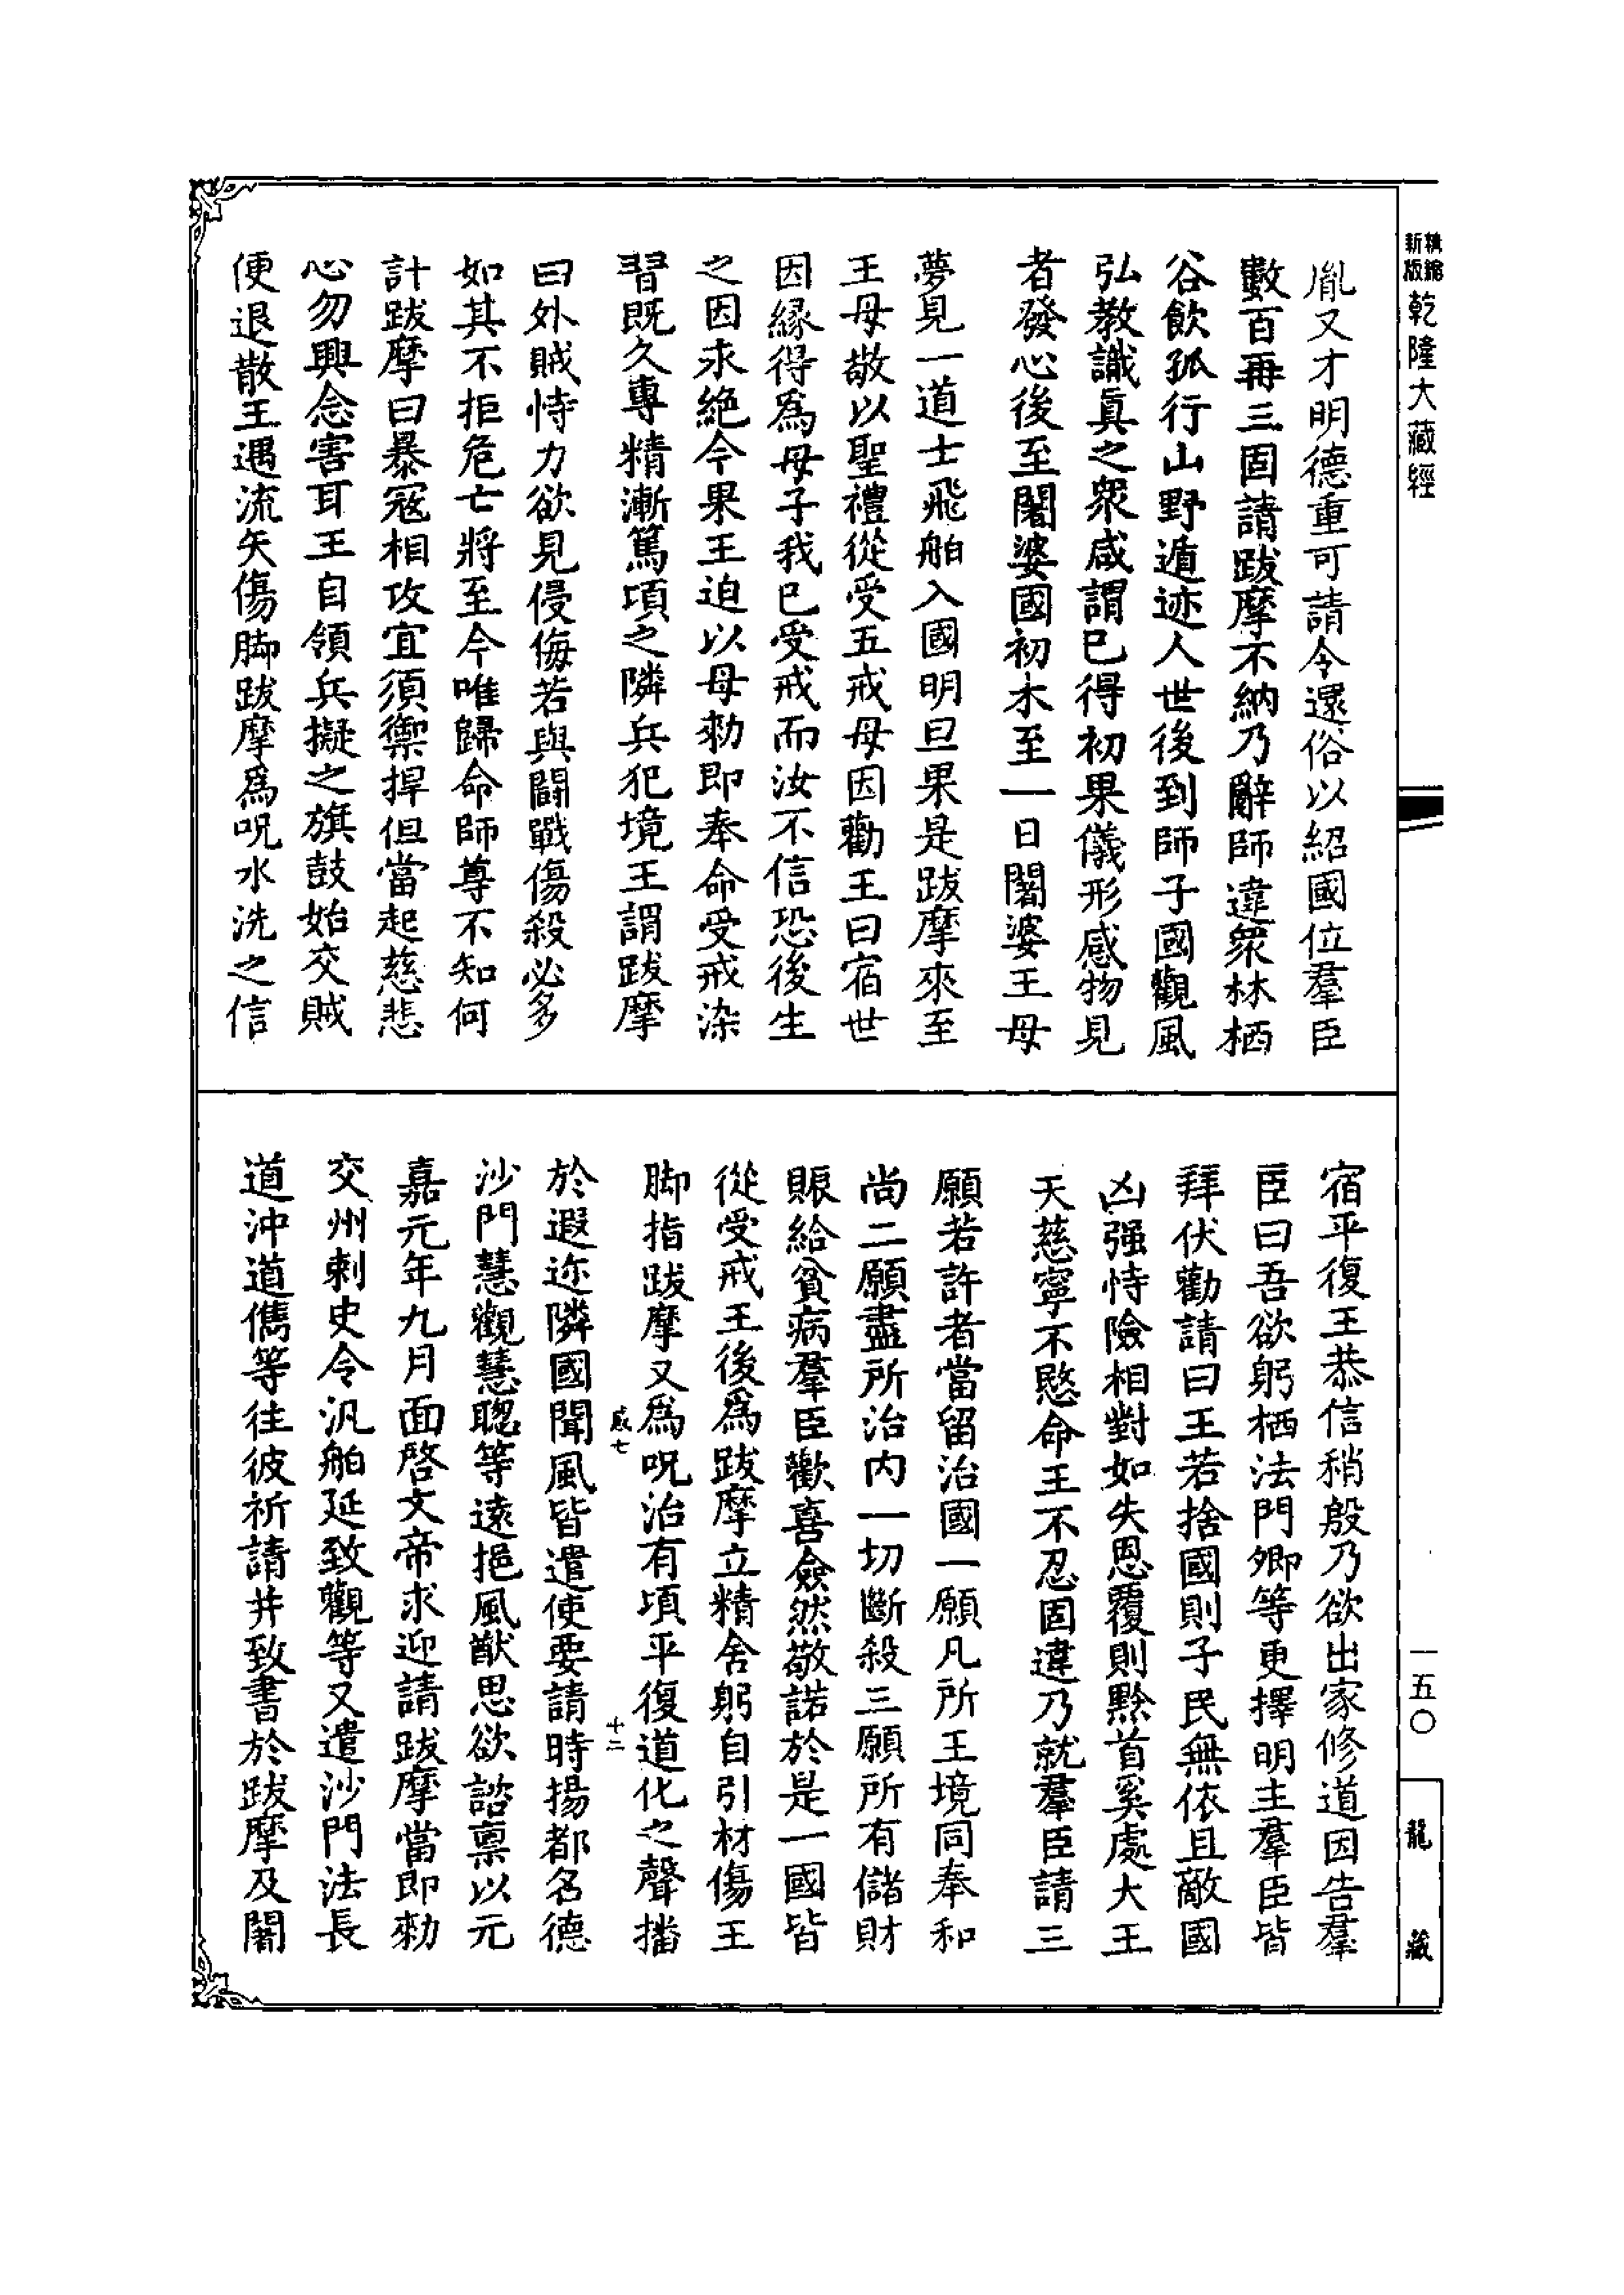 精縮
新版
乾隆大藏經
一五〇
龍藏
胤又才明德重可請令還俗以紹國位羣臣
數百再三固請跋摩不納乃辭師違衆林栖
谷飲孤行山野遁迹人世後到師子國觀風
弘教識真之衆咸謂已得初果儀形感物見
者發心後至闍婆國初未至一日闍婆王母
夢見一道士飛舶入國明旦果是跋摩來至
王母敬以聖禮從受五戒母因勸王曰宿世
因緣得爲母子我已受戒而汝不信恐後生
之因永絕今果王迫以母勑即奉命受戒染
習既久專精漸篤頃之隣兵犯境王謂跋摩
曰外賊恃力欲見侵侮若與鬬戰傷殺必多
如其不拒危亡將至今唯歸命師尊不知何
計跋摩曰暴寇相攻宜須禦捍但當起慈悲
心勿興念害耳王自領兵擬之旗鼓始交賊
便退散王遇流矢傷脚跋摩爲呪水洗之信
宿平復王恭信稍殷乃欲出家修道因告羣
臣曰吾欲躬栖法門卿等更擇明主羣臣皆
拜伏勸請曰王若捨國則子民無依且敵國
凶强恃險相對如失恩覆則黔首奚處大王
天慈寧不愍命王不忍固違乃就羣臣請三
願若許者當留治國一願凡所王境同奉和
尚二願盡所治内一切斷殺三願所有儲財
賑給貧病羣臣歡喜僉然敬諾於是一國皆
從受戒王後爲跋摩立精舍躬自引材傷王
脚指跋摩又爲呪治有頃平復道化之聲播
感七 十二
於遐迩隣國聞風皆遣使要請時揚都名德
沙門慧觀慧聰等遠挹風猷思欲諮禀以元
嘉元年九月面啓文帝求迎請跋摩當即勑
交州刺史令汎舶延致觀等又遣沙門法長
道沖道儁等往彼祈請并致書於跋摩及闍